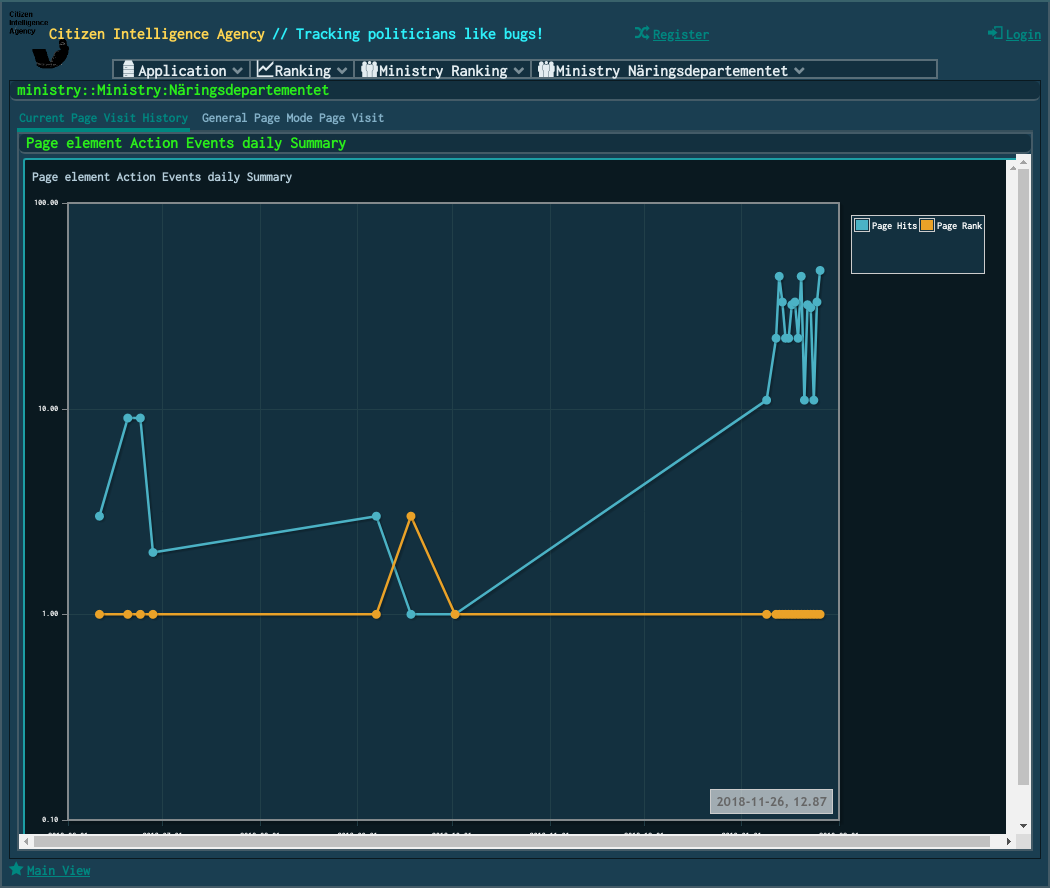 Citizen
Intelligence
Agency
Citizen Intelligence Agency // Tracking politicians like bugs!
Register
Login
Application
Ranking
Ministry Ranking
Ministry Näringsdepartementet
ministry::Ministry:Näringsdepartementet
Current Page Visit History
General Page Mode Page Visit
Page element Action Events daily Summary
Page element Action Events daily Summary
100.00
Page Hits
Page Rank
10.00
1.00
2018-11-26, 12.87
0.10
Main View